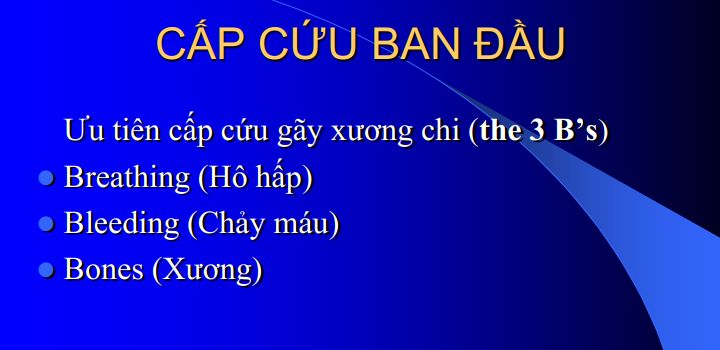 CẤP CỨU BAN ĐẦU
Ưu tiên cấp cứu gãy xương chi (the 3 B’s)
Breathing (Hô hấp)
Bleeding (Chảy máu)
Bones (Xương)